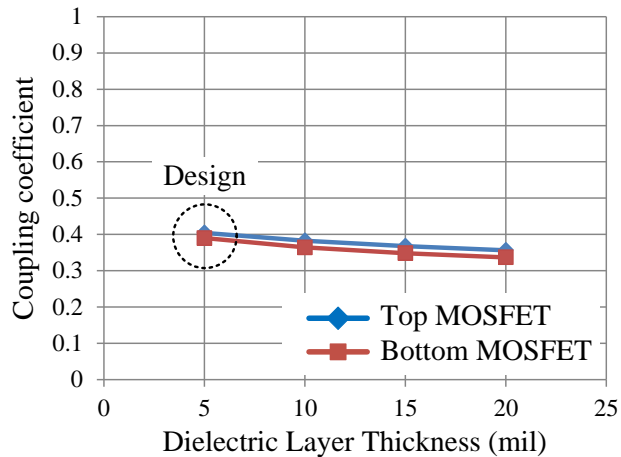 Coupling coefficient
1
0.9
0.8
0.7
0.6
0.5
0.4
0.3
0.2
0.1
0
Design
Top MOSFET
Bottom MOSFET
0 5 10 15 20 25
Dielectric Layer Thickness (mil)